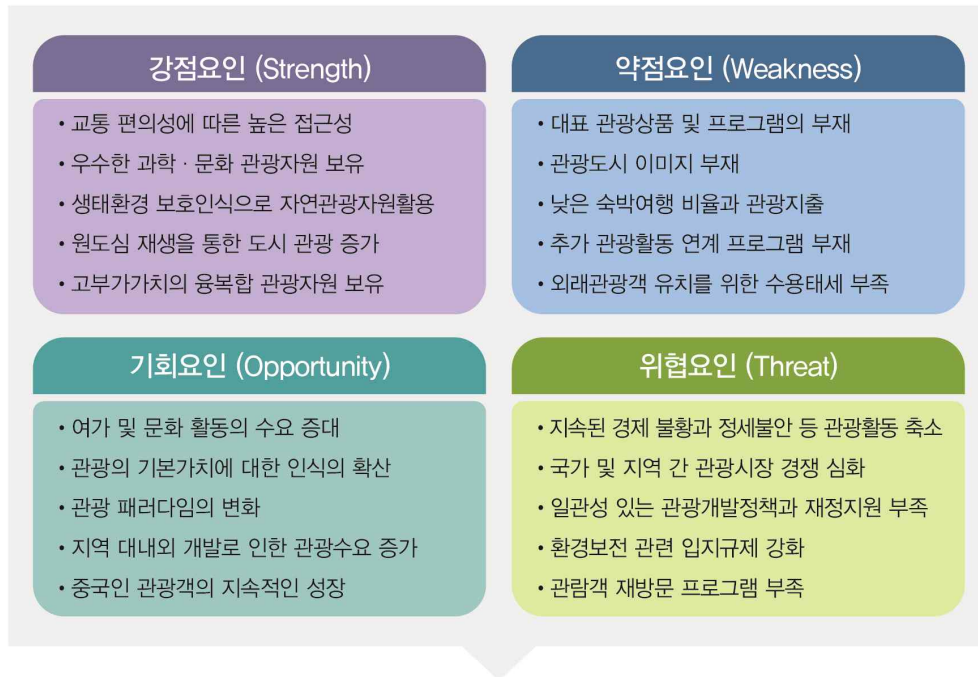 강점요인 (Strength)
• 교통 편의성에 따른 높은 접근성
• 우수한 과학 · 문화 관광자원 보유
• 생태환경 보호인식으로 자연관광자원활용
• 원도심 재생을 통한 도시 관광 증가
• 고부가가치의 융복합 관광자원 보유
약점요인 (Weakness)
• 대표 관광상품 및 프로그램의 부재
• 관광도시 이미지 부재
• 낮은 숙박여행 비율과 관광지출
• 추가 관광활동 연계 프로그램 부재
• 외래관광객 유치를 위한 수용태세 부족
기회요인 (Opportunity)
• 여가 및 문화 활동의 수요 증대
• 관광의 기본가치에 대한 인식의 확산
• 관광 패러다임의 변화
• 지역 대내외 개발로 인한 관광수요 증가
• 중국인 관광객의 지속적인 성장
위협요인 (Threat)
• 지속된 경제 불황과 정세불안 등 관광활동 축소
• 국가 및 지역 간 관광시장 경쟁 심화
• 일관성 있는 관광개발정책과 재정지원 부족
• 환경보전 관련 입지규제 강화
• 관람객 재방문 프로그램 부족